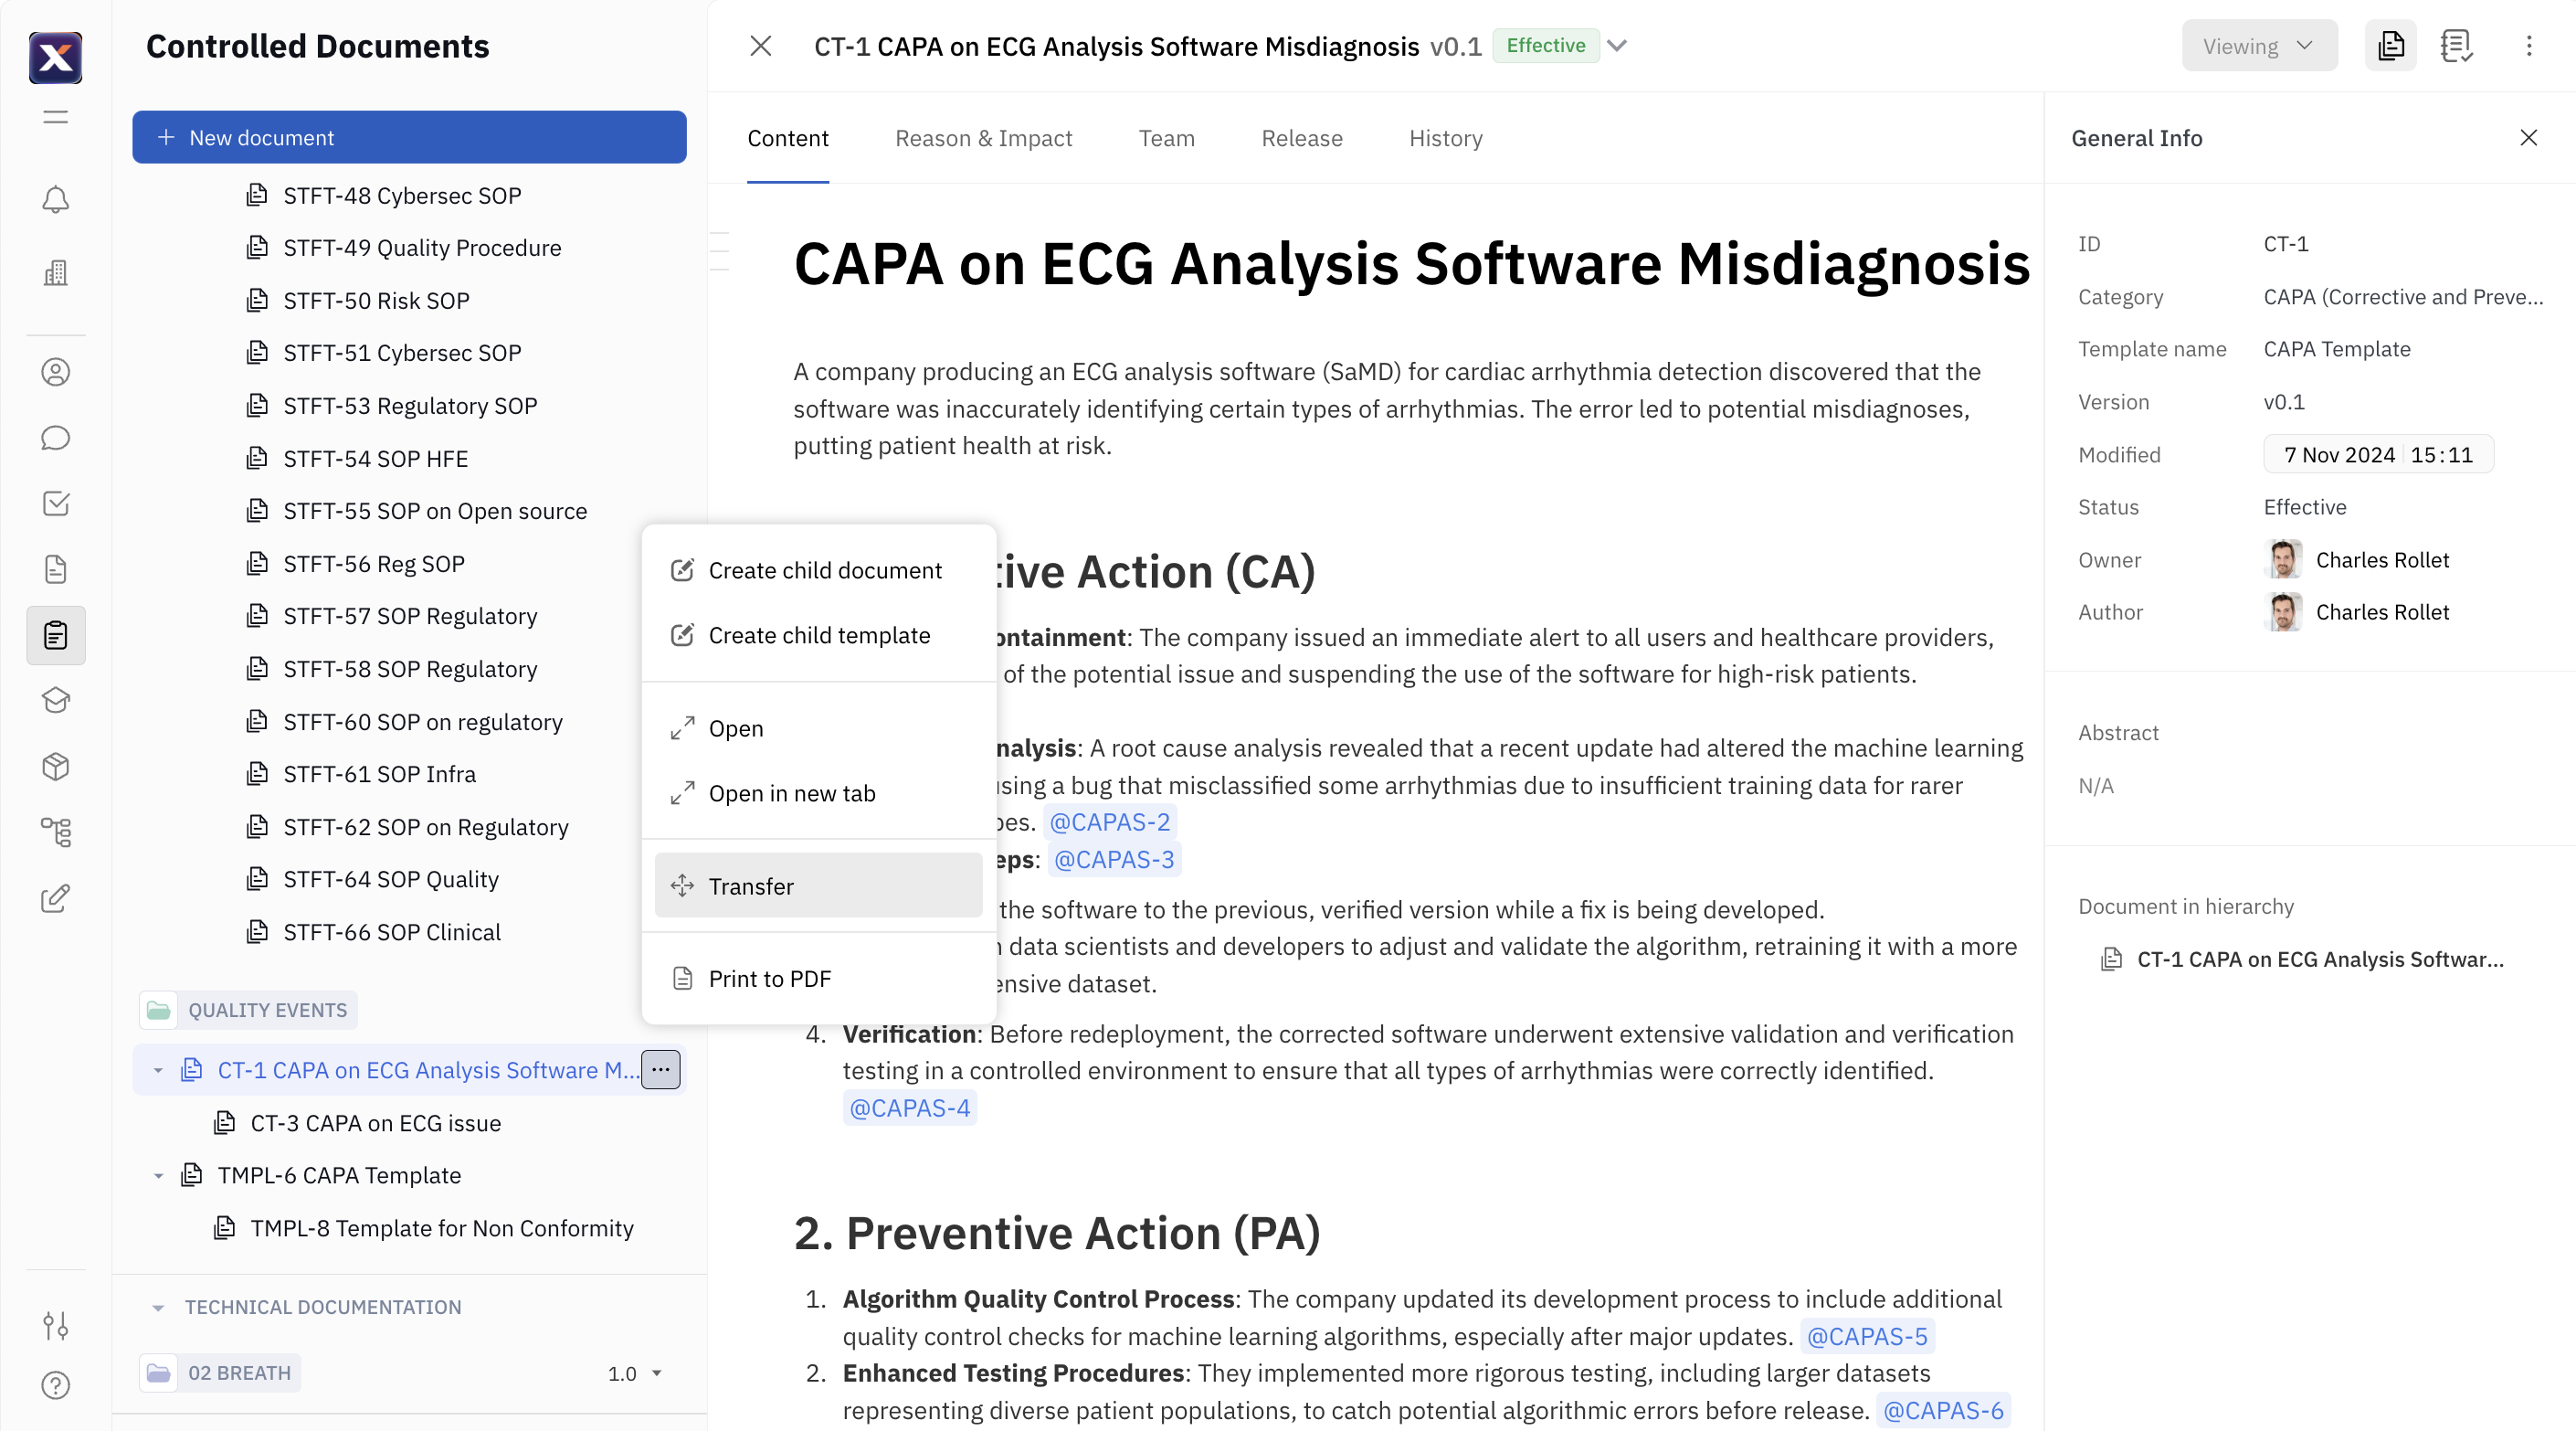 Controlled Documents
New document
STFT-48 Cybersec SOP
STFT-49 Quality Procedure
STFT-50 Risk SOP
STFT-51 Cybersec SOP
STFT-53 Regulatory SOP
STFT-54 SOP HFE
STFT-55 SOP on Open source
STFT-56 Reg SOP
STFT-57 SOP Regulatory
STFT-58 SOP Regulatory
STFT-60 SOP on regulatory
STFT-61 SOP Infra
STFT-62 SOP on Regulatory
STFT-64 SOP Quality
STFT-66 SOP Clinical
QUALITY EVENTS
CT-1 CAPA on ECG Analysis Software M...
CT-3 CAPA on ECG issue
TMPL-6 CAPA Template
TMPL-8 Template for Non Conformity
TECHNICAL DOCUMENTATION
02 BREATH 1.0
Create child document
Create child template
Open
Open in new tab
Transfer
Print to PDF
CT-1 CAPA on ECG Analysis Software Misdiagnosis v0.1 Effective
Viewing
Content Reason & Impact Team Release History
CAPA on ECG Analysis Software Misdiagnosis
A company producing an ECG analysis software (SaMD) for cardiac arrhythmia detection discovered that the
software was inaccurately identifying certain types of arrhythmias. The error led to potential misdiagnoses,
putting patient health at risk.
tive Action (CA)
ontainment: The company issued an immediate alert to all users and healthcare providers,
of the potential issue and suspending the use of the software for high-risk patients.
nalysis: A root cause analysis revealed that a recent update had altered the machine learning
using a bug that misclassified some arrhythmias due to insufficient training data for rarer
pes. @CAPAS-2
eps: @CAPAS-3
the software to the previous, verified version while a fix is being developed.
n data scientists and developers to adjust and validate the algorithm, retraining it with a more
ensive dataset.
4. Verification: Before redeployment, the corrected software underwent extensive validation and verification
testing in a controlled environment to ensure that all types of arrhythmias were correctly identified.
@CAPAS-4
2. Preventive Action (PA)
1. Algorithm Quality Control Process: The company updated its development process to include additional
quality control checks for machine learning algorithms, especially after major updates. @CAPAS-5
2. Enhanced Testing Procedures: They implemented more rigorous testing, including larger datasets
representing diverse patient populations, to catch potential algorithmic errors before release. @CAPAS-6
General Info
ID CT-1
Category CAPA (Corrective and Preve...
Template name CAPA Template
Version v0.1
Modified 7 Nov 2024 15:11
Status Effective
Owner Charles Rollet
Author Charles Rollet
Abstract
N/A
Document in hierarchy
CT-1 CAPA on ECG Analysis Softwar...